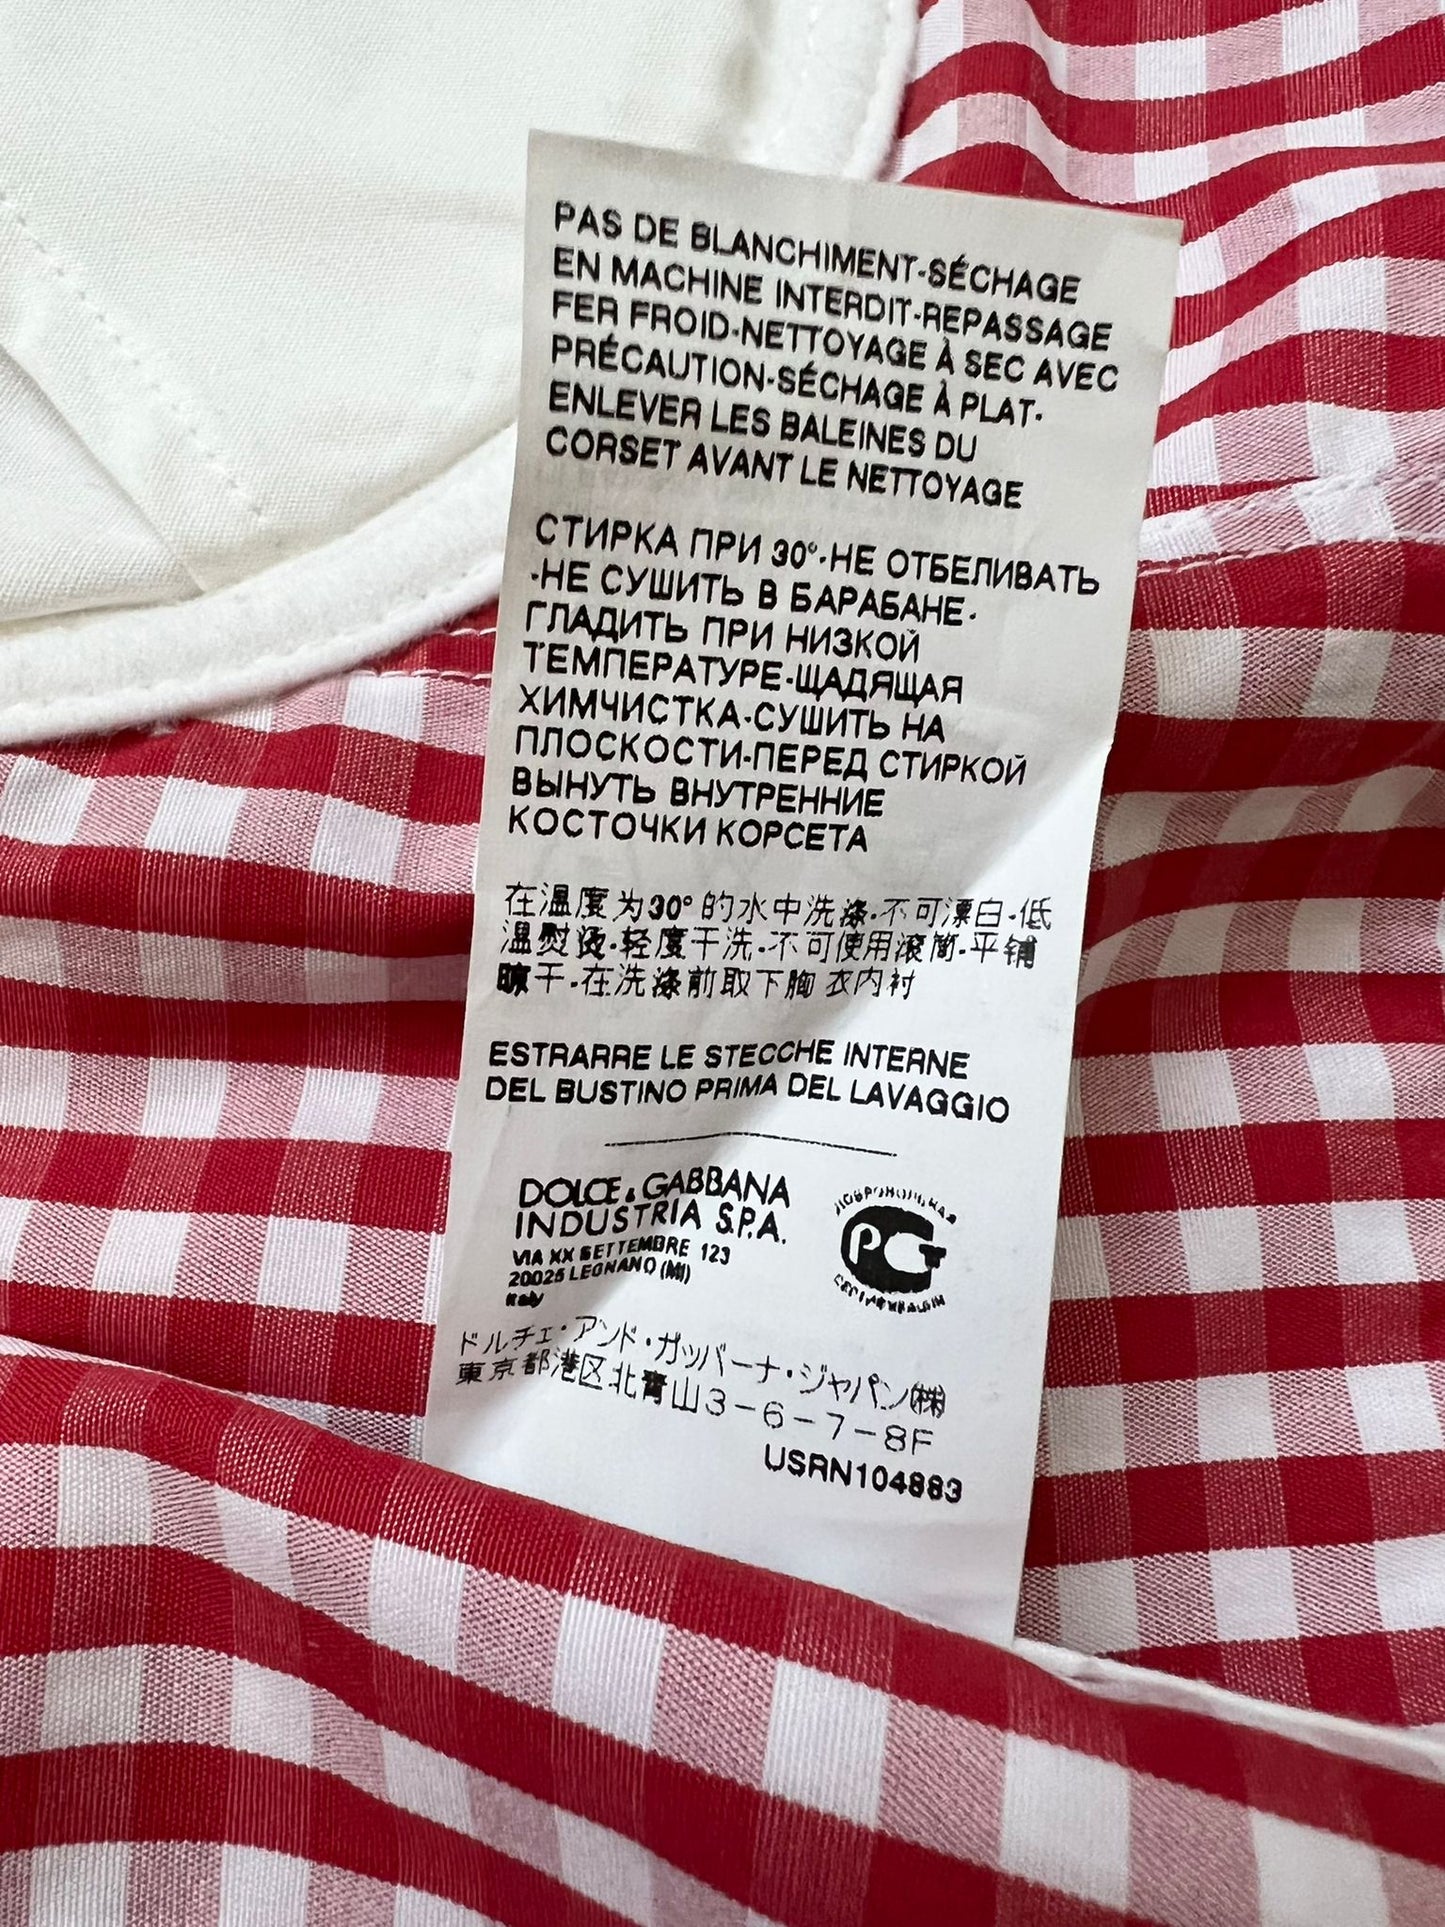 PAS DE BLANCHIMENT-SÉCHAGE
EN MACHINE INTERDIT-REPASSAGE
FER FROID-NETTOYAGE À SEC AVEC
PRÉCAUTION-SÉCHAGE À PLAT-
ENLEVER LES BALEINES DU
CORSET AVANT LE NETTOYAGE
СТИРКА ПРИ 30°-НЕ ОТБЕЛИВАТЬ
-НЕ СУШИТЬ В БАРАБАНЕ-
ГЛАДИТЬ ПРИ НИЗКОЙ
ТЕМПЕРАТУРЕ-ЩАДЯЩАЯ
ХИМЧИСТКА-СУШИТЬ НА
ПЛОСКОСТИ-ПЕРЕД СТИРКОЙ
ВЫНУТЬ ВНУТРЕННИЕ
КОСТОЧКИ КОРСЕТА
在温度为30°的水中洗涤-不可漂白-低
温熨烫-轻度干洗-不可使用滚筒-平铺
晾干-在洗涤前取下胸衣内衬
ESTRARRE LE STECCHE INTERNE
DEL BUSTINO PRIMA DEL LAVAGGIO
DOLCE & GABBANA
INDUSTRIA S.P.A.
VIA XX SETTEMBRE 123
20025 LEGNANO (MI)
Italy
ДОБРОВОЛЬНАЯ
РСТ
СЕРТИФИКАЦИЯ
ドルチェ・アンド・ガッバーナ・ジャパン㈱
東京都港区北青山3-6-7-8F
USRN104883